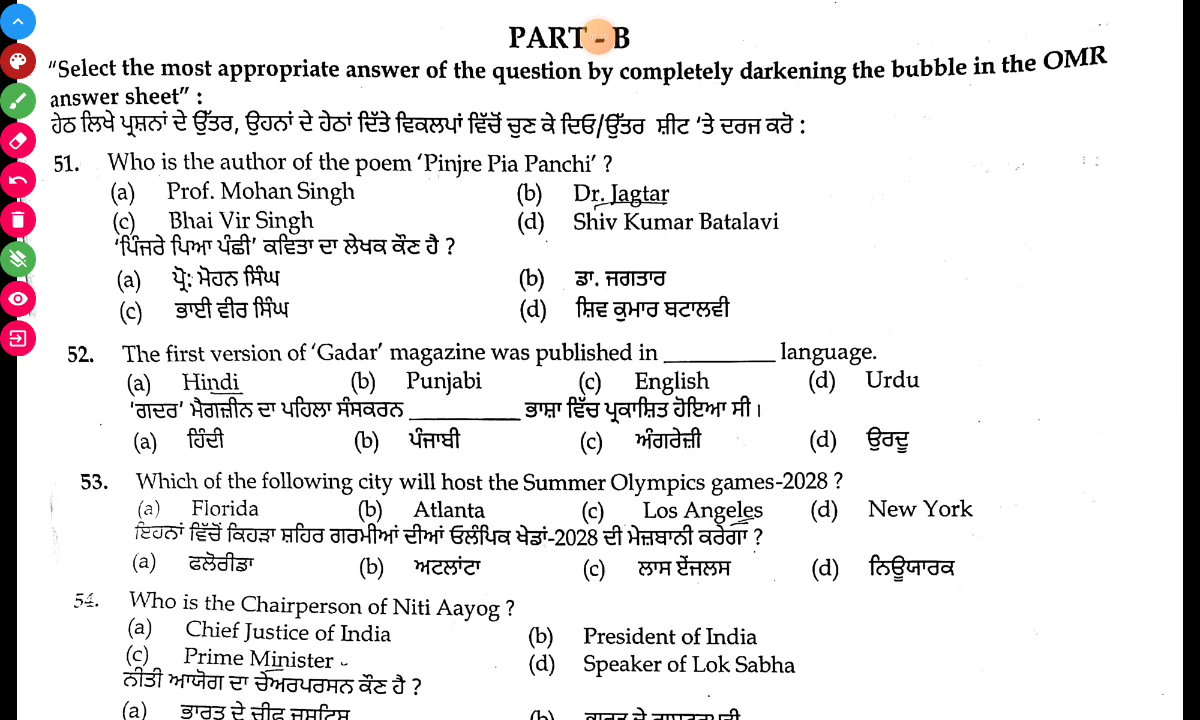 PART - B
"Select the most appropriate answer of the question by completely darkening the bubble in the OMR
answer sheet" :
ਹੇਠ ਲਿਖੇ ਪ੍ਰਸ਼ਨਾਂ ਦੇ ਉੱਤਰ, ਉਹਨਾਂ ਦੇ ਹੇਠਾਂ ਦਿੱਤੇ ਵਿਕਲਪਾਂ ਵਿੱਚੋਂ ਚੁਣ ਕੇ ਦਿਓ/ਉੱਤਰ ਸ਼ੀਟ 'ਤੇ ਦਰਜ ਕਰੋ :
51. Who is the author of the poem 'Pinjre Pia Panchi' ?
(a) Prof. Mohan Singh (b) Dr. Jagtar
(c) Bhai Vir Singh (d) Shiv Kumar Batalavi
'ਪਿੰਜਰੇ ਪਿਆ ਪੰਛੀ' ਕਵਿਤਾ ਦਾ ਲੇਖਕ ਕੌਣ ਹੈ ?
(a) ਪ੍ਰੋ: ਮੋਹਨ ਸਿੰਘ (b) ਡਾ. ਜਗਤਾਰ
(c) ਭਾਈ ਵੀਰ ਸਿੰਘ (d) ਸ਼ਿਵ ਕੁਮਾਰ ਬਟਾਲਵੀ
52. The first version of 'Gadar' magazine was published in __________ language.
(a) Hindi (b) Punjabi (c) English (d) Urdu
'ਗਦਰ' ਮੈਗਜ਼ੀਨ ਦਾ ਪਹਿਲਾ ਸੰਸਕਰਨ __________ ਭਾਸ਼ਾ ਵਿੱਚ ਪ੍ਰਕਾਸ਼ਿਤ ਹੋਇਆ ਸੀ।
(a) ਹਿੰਦੀ (b) ਪੰਜਾਬੀ (c) ਅੰਗਰੇਜ਼ੀ (d) ਉਰਦੂ
53. Which of the following city will host the Summer Olympics games-2028 ?
(a) Florida (b) Atlanta (c) Los Angeles (d) New York
ਇਹਨਾਂ ਵਿੱਚੋਂ ਕਿਹੜਾ ਸ਼ਹਿਰ ਗਰਮੀਆਂ ਦੀਆਂ ਓਲੰਪਿਕ ਖੇਡਾਂ-2028 ਦੀ ਮੇਜ਼ਬਾਨੀ ਕਰੇਗਾ ?
(a) ਫਲੋਰੀਡਾ (b) ਅਟਲਾਂਟਾ (c) ਲਾਸ ਏਂਜਲਸ (d) ਨਿਊਯਾਰਕ
54. Who is the Chairperson of Niti Aayog ?
(a) Chief Justice of India (b) President of India
(c) Prime Minister (d) Speaker of Lok Sabha
ਨੀਤੀ ਆਯੋਗ ਦਾ ਚੇਅਰਪਰਸਨ ਕੌਣ ਹੈ ?
(a) ਭਾਰਤ ਦੇ ਚੀਫ ਜਸਟਿਸ (b) ਭਾਰਤ ਦੇ